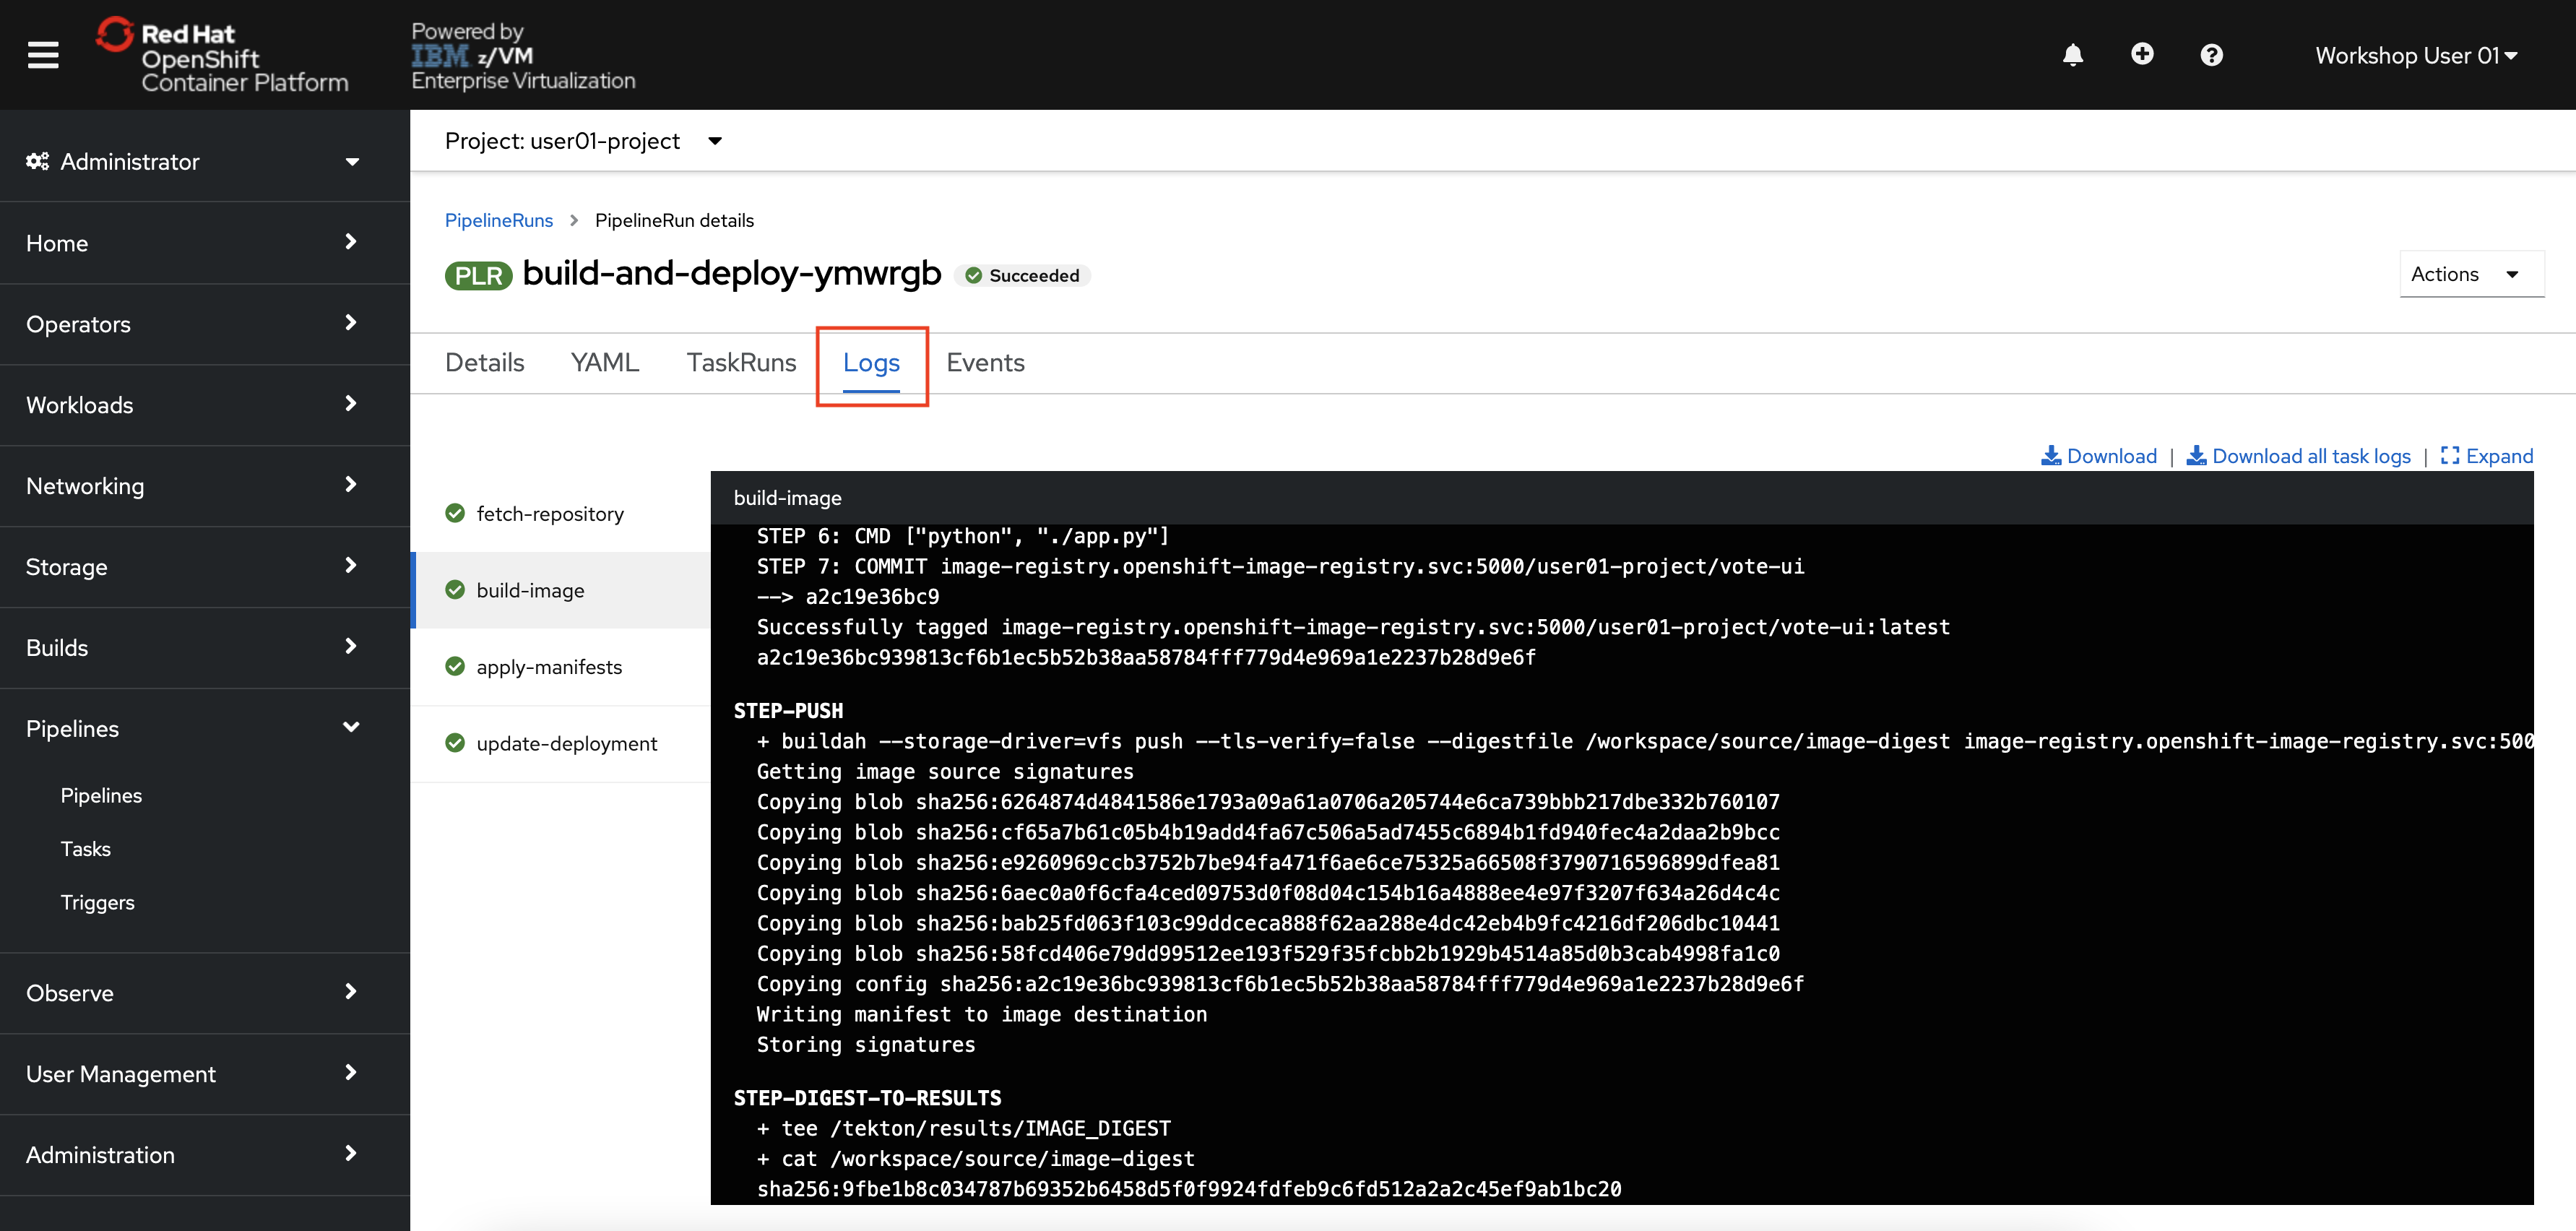 Red Hat
OpenShift
Container Platform
Powered by
IBM z/VM
Enterprise Virtualization
Workshop User 01
Administrator
Home
Operators
Workloads
Networking
Storage
Builds
Pipelines
Pipelines
Tasks
Triggers
Observe
User Management
Administration
Project: user01-project
PipelineRuns > PipelineRun details
PLR build-and-deploy-ymwrgb Succeeded
Actions
Details YAML TaskRuns Logs Events
Download | Download all task logs | Expand
fetch-repository
build-image
apply-manifests
update-deployment
build-image
STEP 6: CMD ["python", "./app.py"]
STEP 7: COMMIT image-registry.openshift-image-registry.svc:5000/user01-project/vote-ui
--> a2c19e36bc9
Successfully tagged image-registry.openshift-image-registry.svc:5000/user01-project/vote-ui:latest
a2c19e36bc939813cf6b1ec5b52b38aa58784fff779d4e969a1e2237b28d9e6f
STEP-PUSH
+ buildah --storage-driver=vfs push --tls-verify=false --digestfile /workspace/source/image-digest image-registry.openshift-image-registry.svc:500
Getting image source signatures
Copying blob sha256:6264874d4841586e1793a09a61a0706a205744e6ca739bbb217dbe332b760107
Copying blob sha256:cf65a7b61c05b4b19add4fa67c506a5ad7455c6894b1fd940fec4a2daa2b9bcc
Copying blob sha256:e9260969ccb3752b7be94fa471f6ae6ce75325a66508f3790716596899dfea81
Copying blob sha256:6aec0a0f6cfa4ced09753d0f08d04c154b16a4888ee4e97f3207f634a26d4c4c
Copying blob sha256:bab25fd063f103c99ddceca888f62aa288e4dc42eb4b9fc4216df206dbc10441
Copying blob sha256:58fcd406e79dd99512ee193f529f35fcbb2b1929b4514a85d0b3cab4998fa1c0
Copying config sha256:a2c19e36bc939813cf6b1ec5b52b38aa58784fff779d4e969a1e2237b28d9e6f
Writing manifest to image destination
Storing signatures
STEP-DIGEST-TO-RESULTS
+ tee /tekton/results/IMAGE_DIGEST
+ cat /workspace/source/image-digest
sha256:9fbe1b8c034787b69352b6458d5f0f9924fdfeb9c6fd512a2a2c45ef9ab1bc20